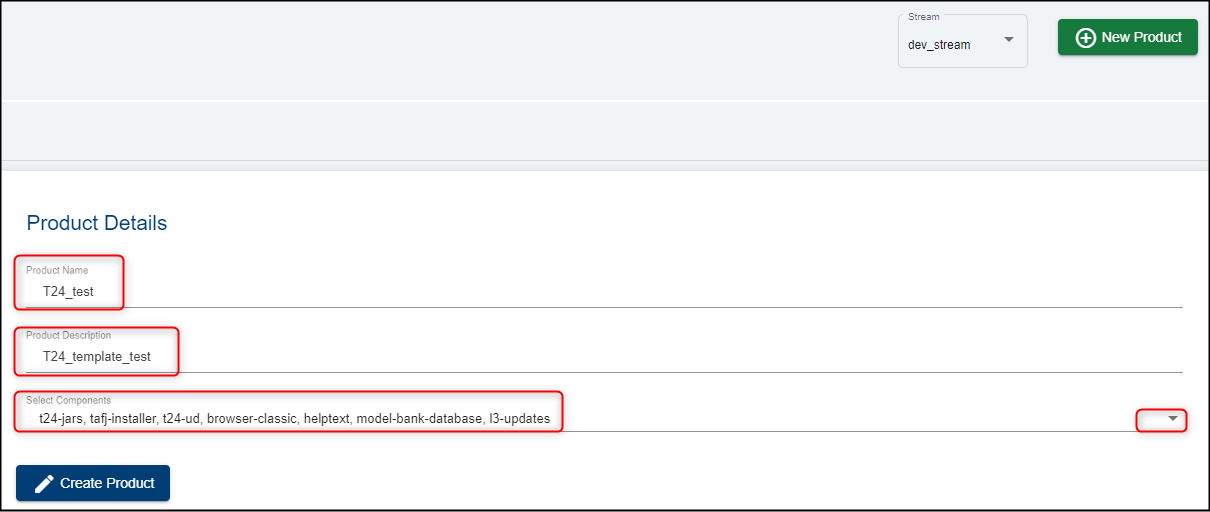 Stream
dev_stream
New Product
Product Details
Product Name
T24_test
Product Description
T24_template_test
Select Components
t24-jars, tafj-installer, t24-ud, browser-classic, helptext, model-bank-database, l3-updates
Create Product